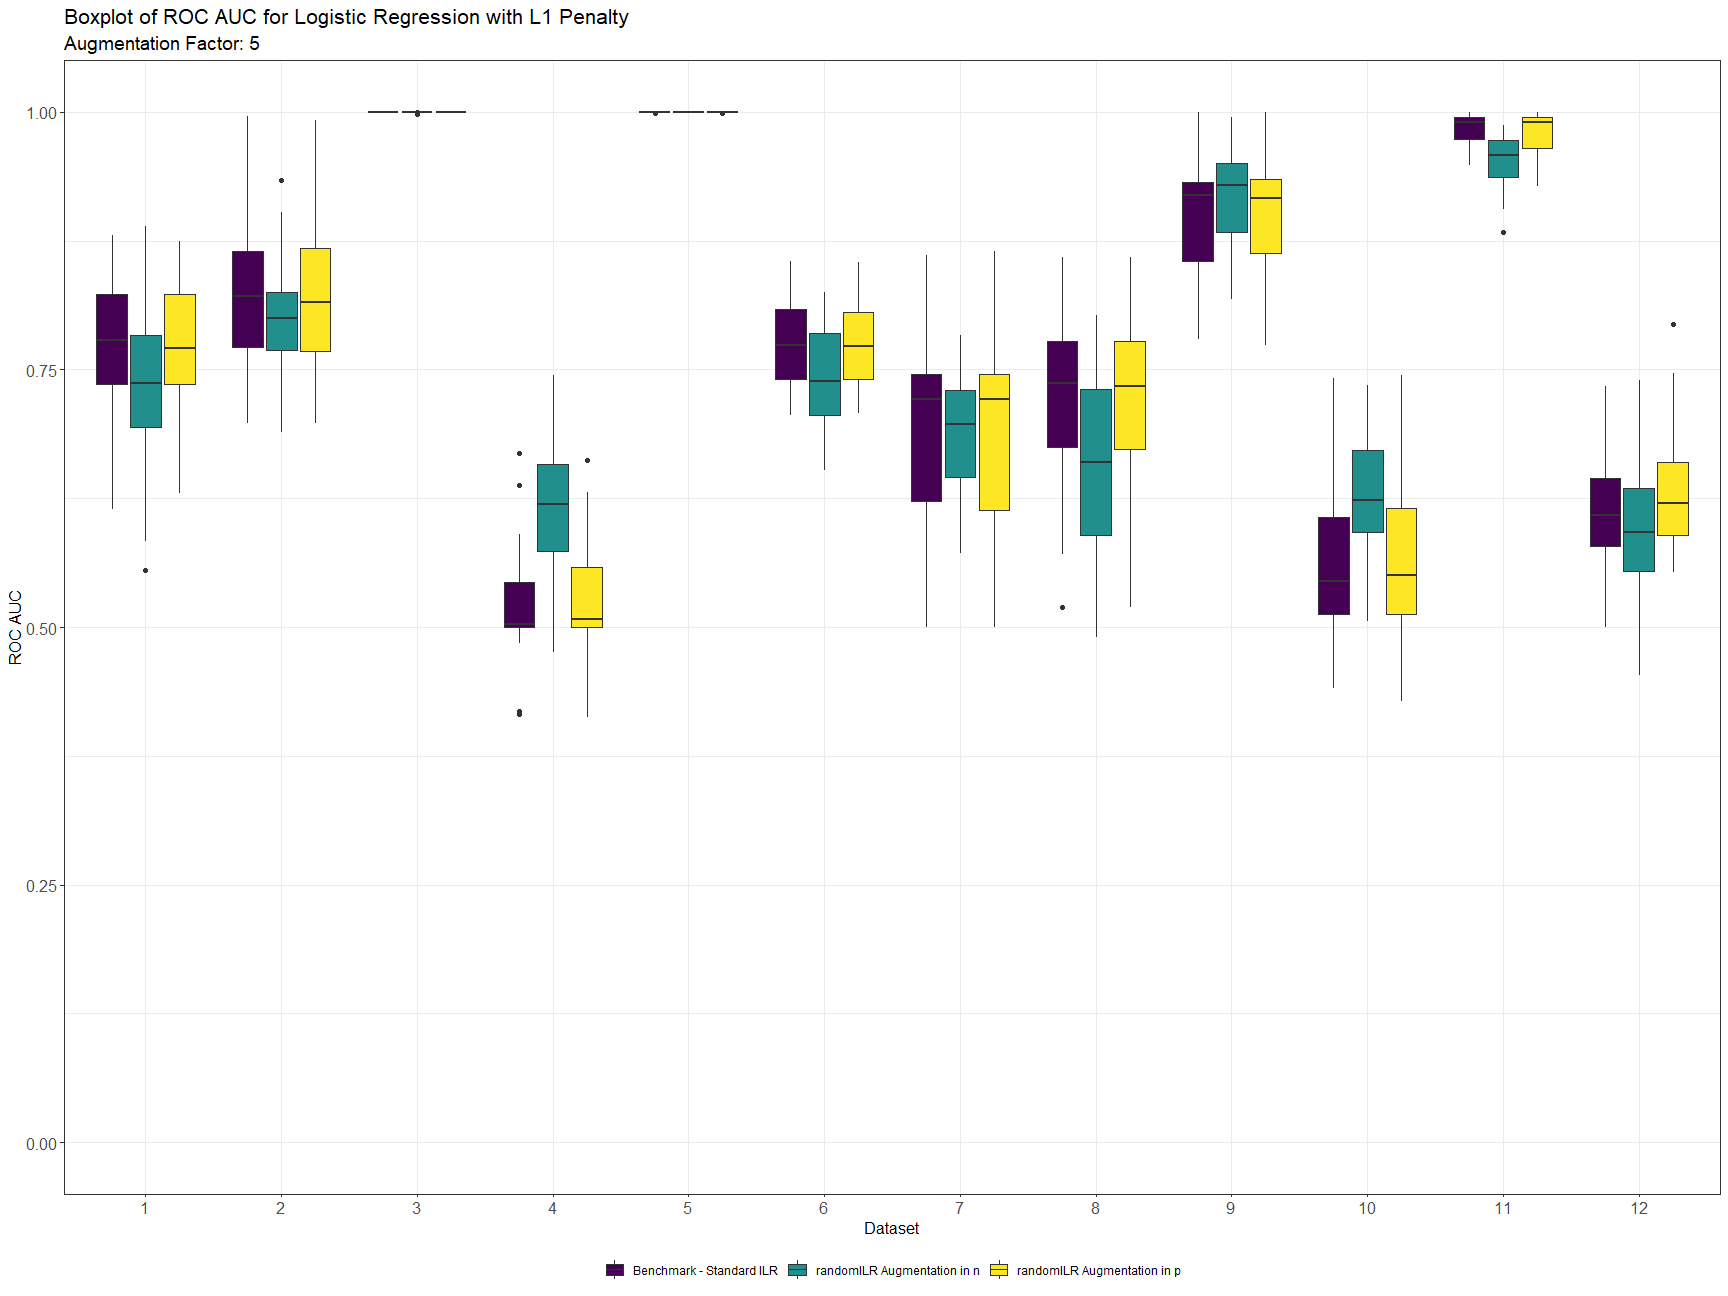 Boxplot of ROC AUC for Logistic Regression with L1 Penalty
Augmentation Factor: 5
ROC AUC
1.00
0.75
0.50
0.25
0.00
1 2 3 4 5 6 7 8 9 10 11 12
Dataset
Benchmark - Standard ILR randomILR Augmentation in n randomILR Augmentation in p